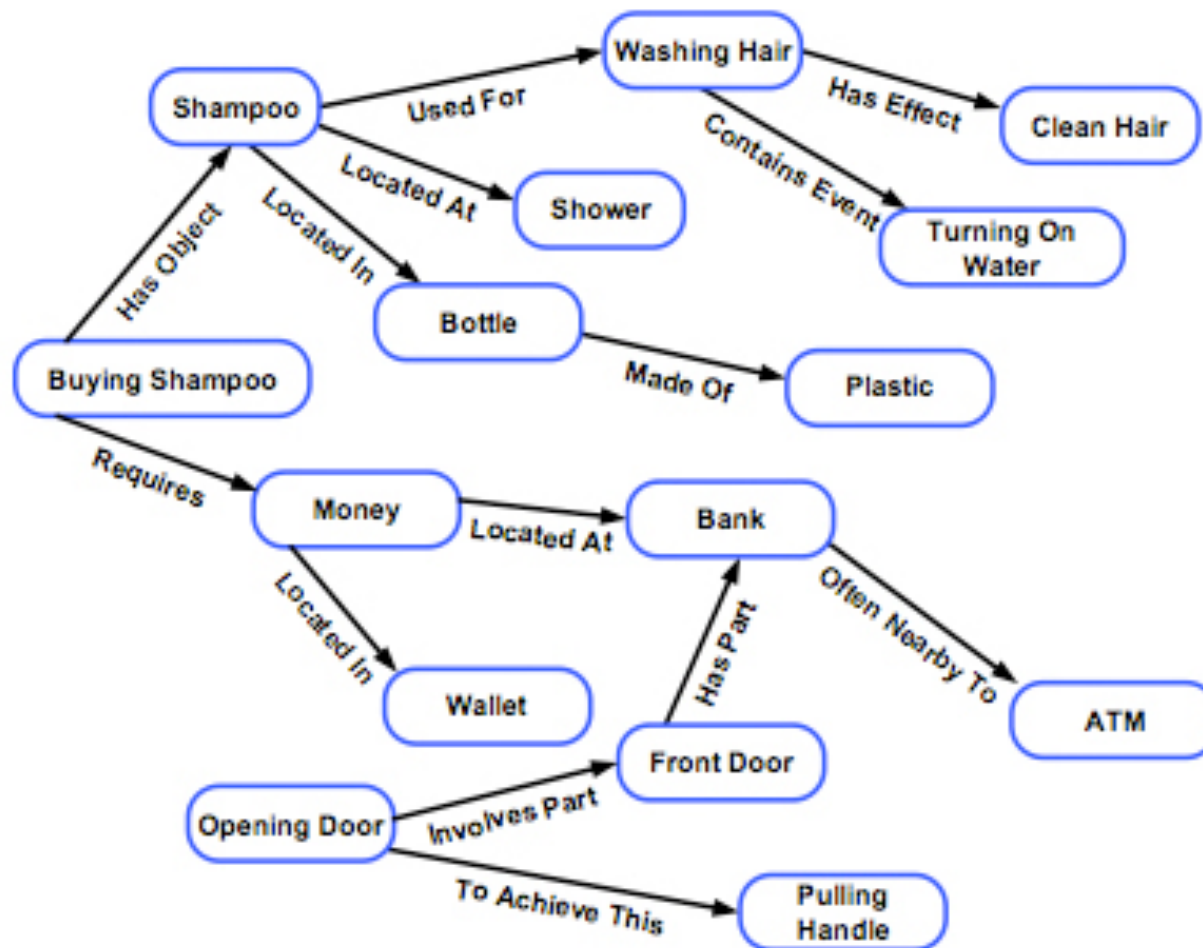 Washing Hair
Shampoo
Used For
Has Effect
Clean Hair
Located At
Contains Event
Shower
Turning On
Water
Has Object
Located In
Bottle
Buying Shampoo
Made Of
Plastic
Requires
Money
Located At
Bank
Located In
Often Nearby To
Has Part
Wallet
ATM
Front Door
Opening Door
Involves Part
To Achieve This
Pulling
Handle